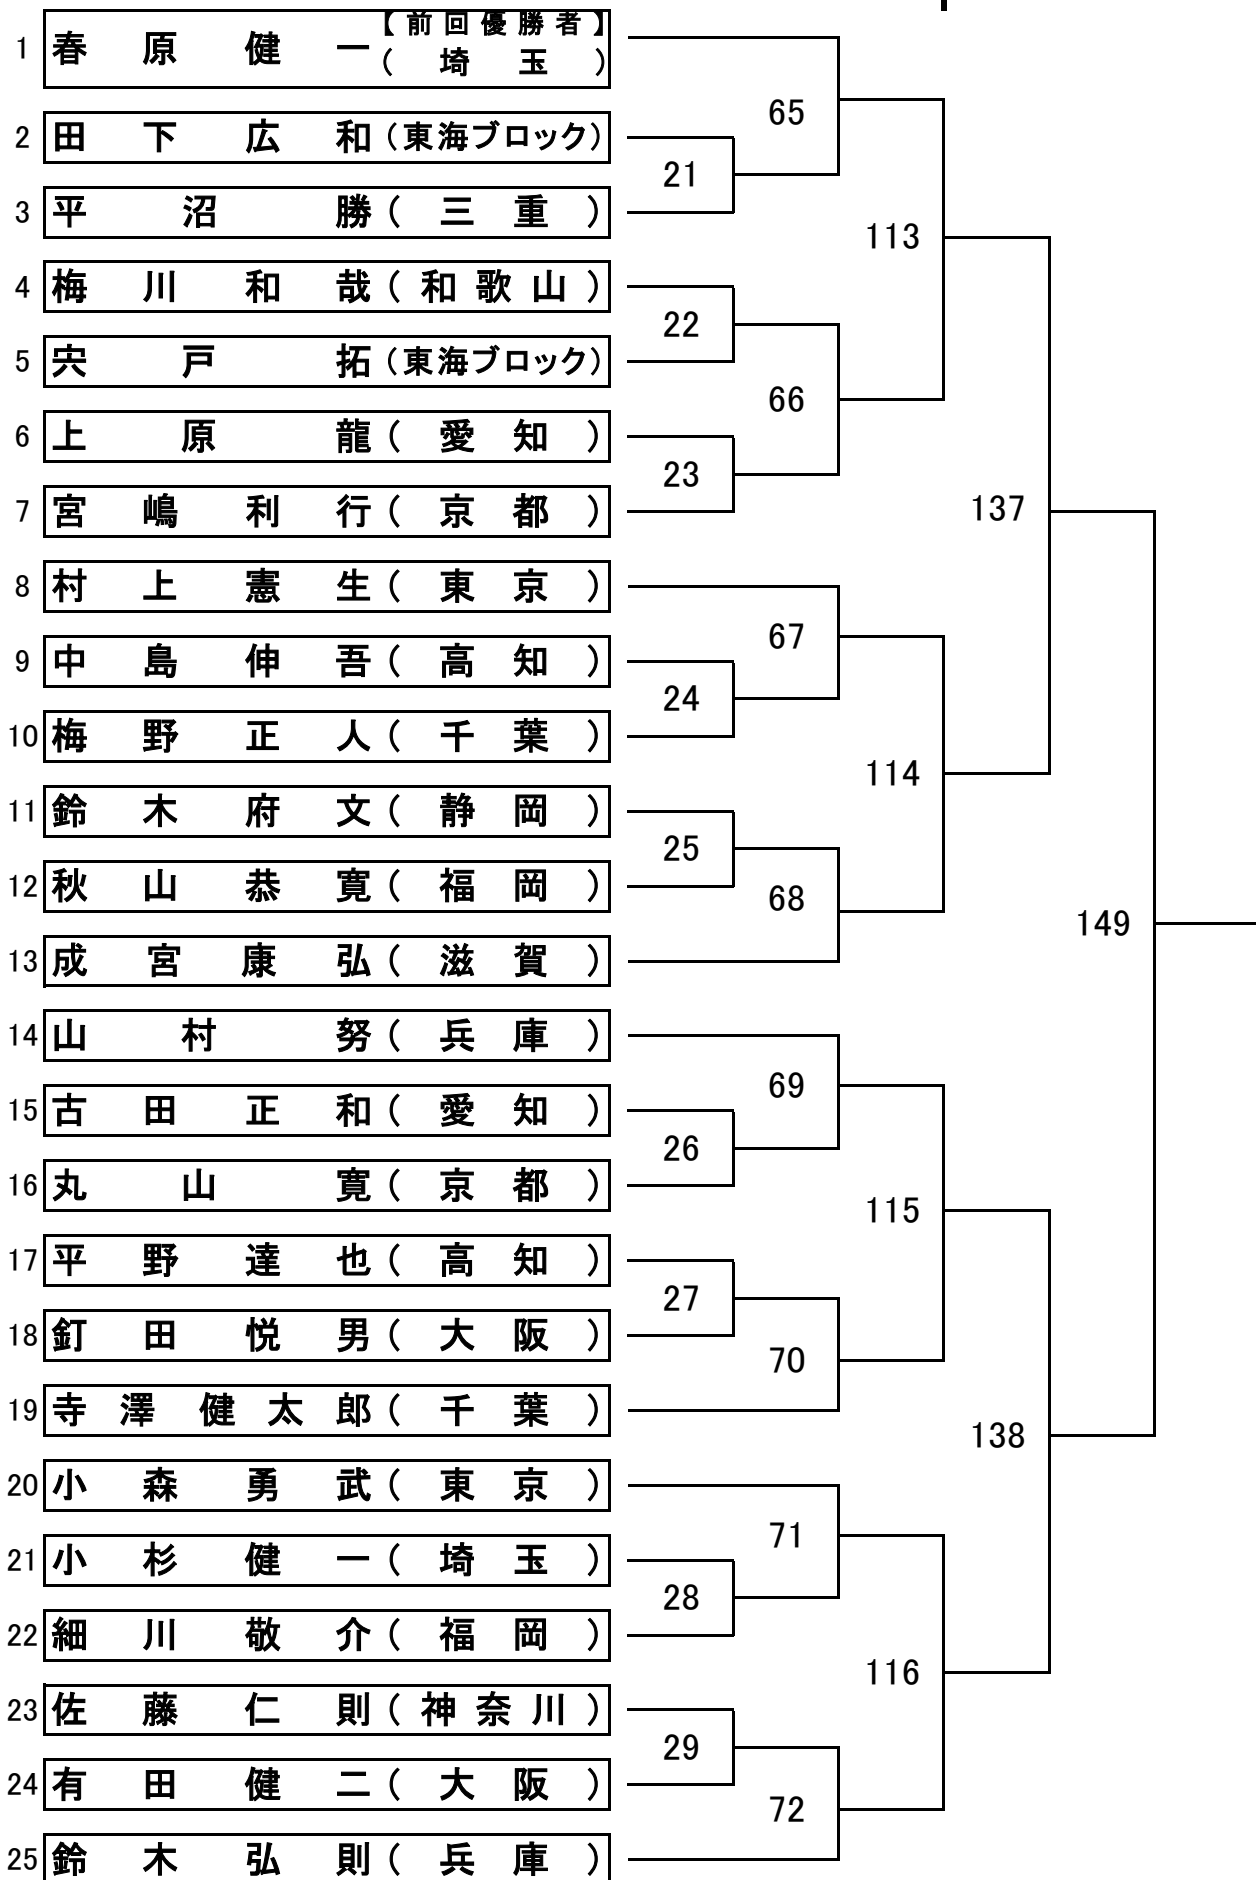 1 春原健一 【前回優勝者】 (埼玉)
2 田下広和 (東海ブロック)
3 平沼勝 (三重)
4 梅川和哉 (和歌山)
5 宍戸拓 (東海ブロック)
6 上原龍 (愛知)
7 宮嶋利行 (京都)
8 村上憲生 (東京)
9 中島伸吾 (高知)
10 梅野正人 (千葉)
11 鈴木府文 (静岡)
12 秋山恭寛 (福岡)
13 成宮康弘 (滋賀)
14 山村努 (兵庫)
15 古田正和 (愛知)
16 丸山寛 (京都)
17 平野達也 (高知)
18 釘田悦男 (大阪)
19 寺澤健太郎 (千葉)
20 小森勇武 (東京)
21 小杉健一 (埼玉)
22 細川敬介 (福岡)
23 佐藤仁則 (神奈川)
24 有田健二 (大阪)
25 鈴木弘則 (兵庫)
21
22
23
24
25
26
27
28
29
65
66
67
68
69
70
71
72
113
114
115
116
137
138
149